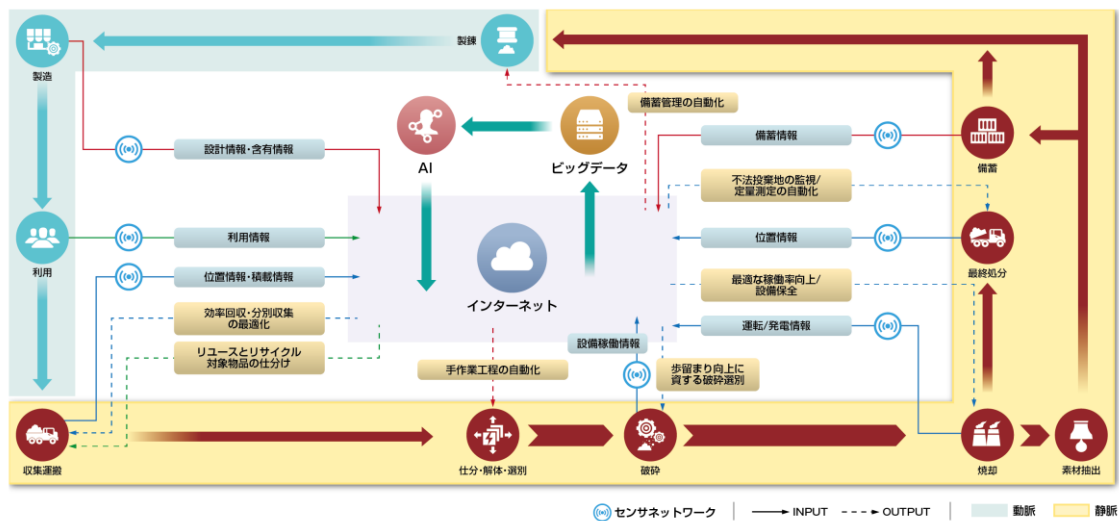 製造
製錬
備蓄管理の自動化
AI
ビッグデータ
設計情報・含有情報
備蓄情報
備蓄
不法投棄地の監視/
定量測定の自動化
利用
利用情報
位置情報
最終処分
インターネット
位置情報・積載情報
最適な稼働率向上/
設備保全
効率回収・分別収集
の最適化
運転/発電情報
設備稼働情報
リユースとリサイクル
対象物品の仕分け
手作業工程の自動化
歩留まり向上に
資する破砕選別
収集運搬
仕分・解体・選別
破砕
焼却
素材抽出
センサネットワーク
INPUT
OUTPUT
動脈
静脈